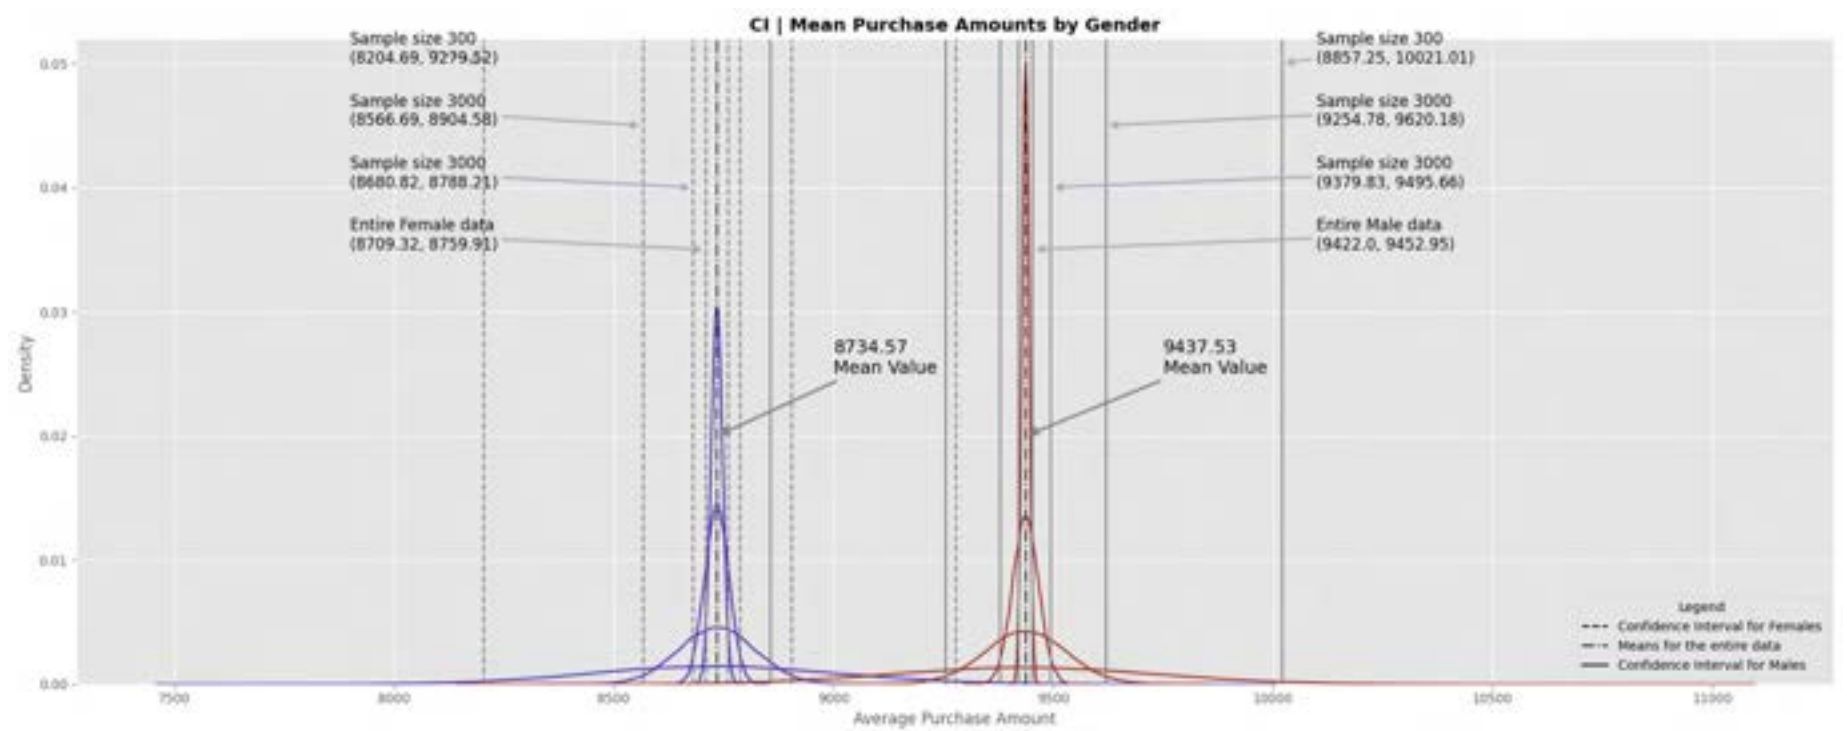 CI | Mean Purchase Amounts by Gender
Sample size 300
(8204.69, 9279.52)
Sample size 3000
(8566.69, 8904.58)
Sample size 3000
(8680.82, 8788.21)
Entire Female data
(8709.32, 8759.91)
Sample size 300
(8857.25, 10021.01)
Sample size 3000
(9254.78, 9620.18)
Sample size 3000
(9379.83, 9495.66)
Entire Male data
(9422.0, 9452.95)
8734.57
Mean Value
9437.53
Mean Value
Density
0.05
0.04
0.03
0.02
0.01
0.00
7500
8000
8500
9000
9500
10000
10500
11000
Average Purchase Amount
Legend
Confidence Interval for Females
Means for the entire data
Confidence Interval for Males